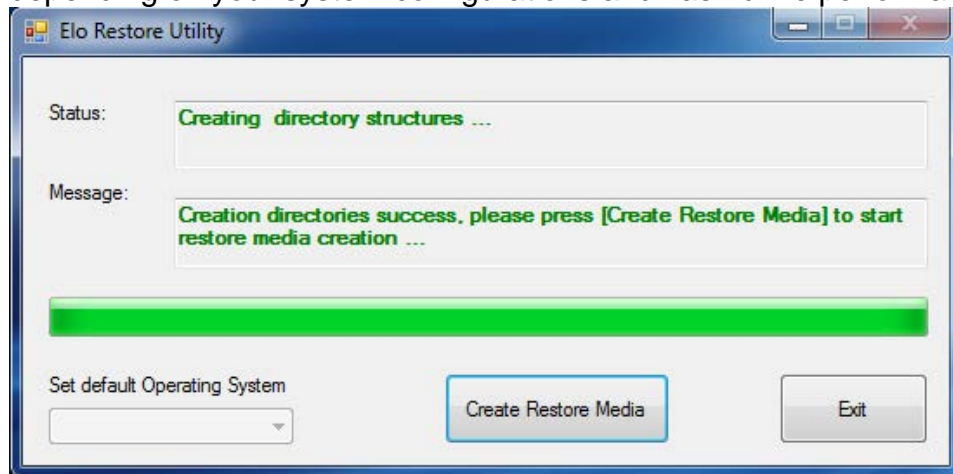 Elo Restore Utility
Status:
Creating directory structures ...
Message:
Creation directories success, please press [Create Restore Media] to start
restore media creation ...
Set default Operating System
Create Restore Media
Exit